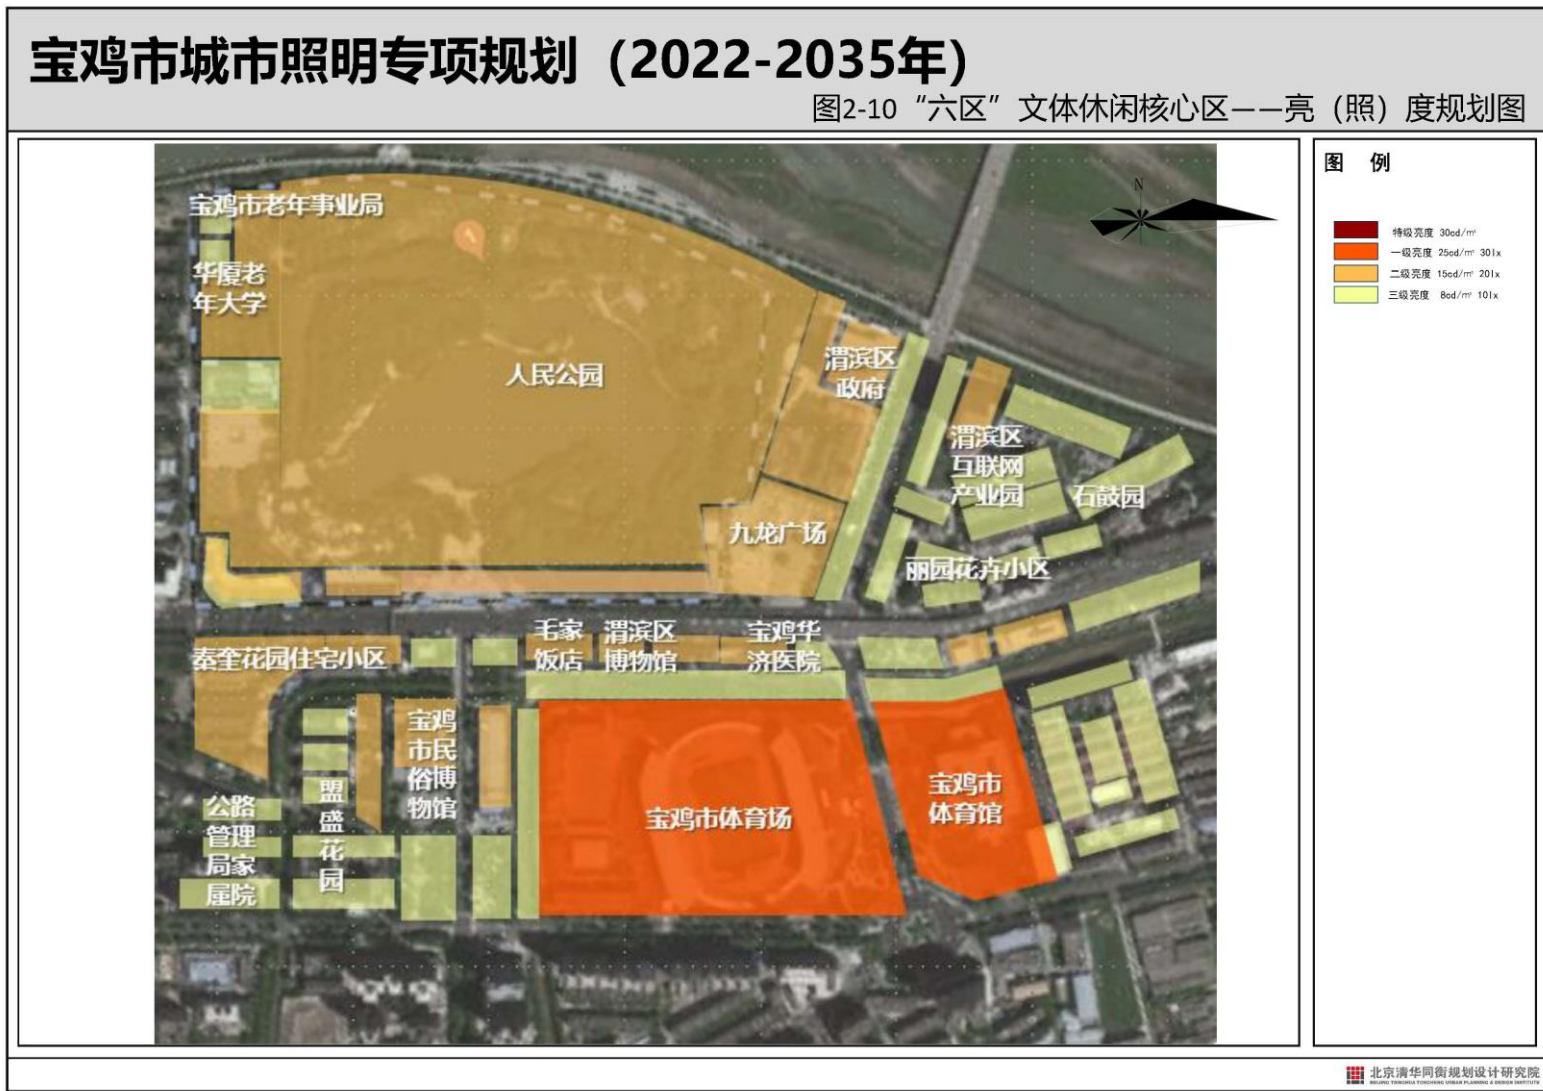 宝鸡市城市照明专项规划（2022-2035年）
图2-10“六区”文体休闲核心区——亮（照）度规划图
图 例
特级亮度 30cd/㎡
一级亮度 25cd/㎡ 30lx
二级亮度 15cd/㎡ 20lx
三级亮度 8cd/㎡ 10lx
N
宝鸡市老年事业局
华厦老
年大学
人民公园
渭滨区
政府
渭滨区
互联网
产业园
石鼓园
九龙广场
丽园花卉小区
秦奎花园住宅小区
毛家
饭店
渭滨区
博物馆
宝鸡华
济医院
宝鸡
市民
俗博
物馆
盟
盛
花
园
公路
管理
局家
属院
宝鸡市体育场
宝鸡市
体育馆
北京清华同衡规划设计研究院
BEIJING TSINGHUA TONGHENG URBAN PLANNING & DESIGN INSTITUTE